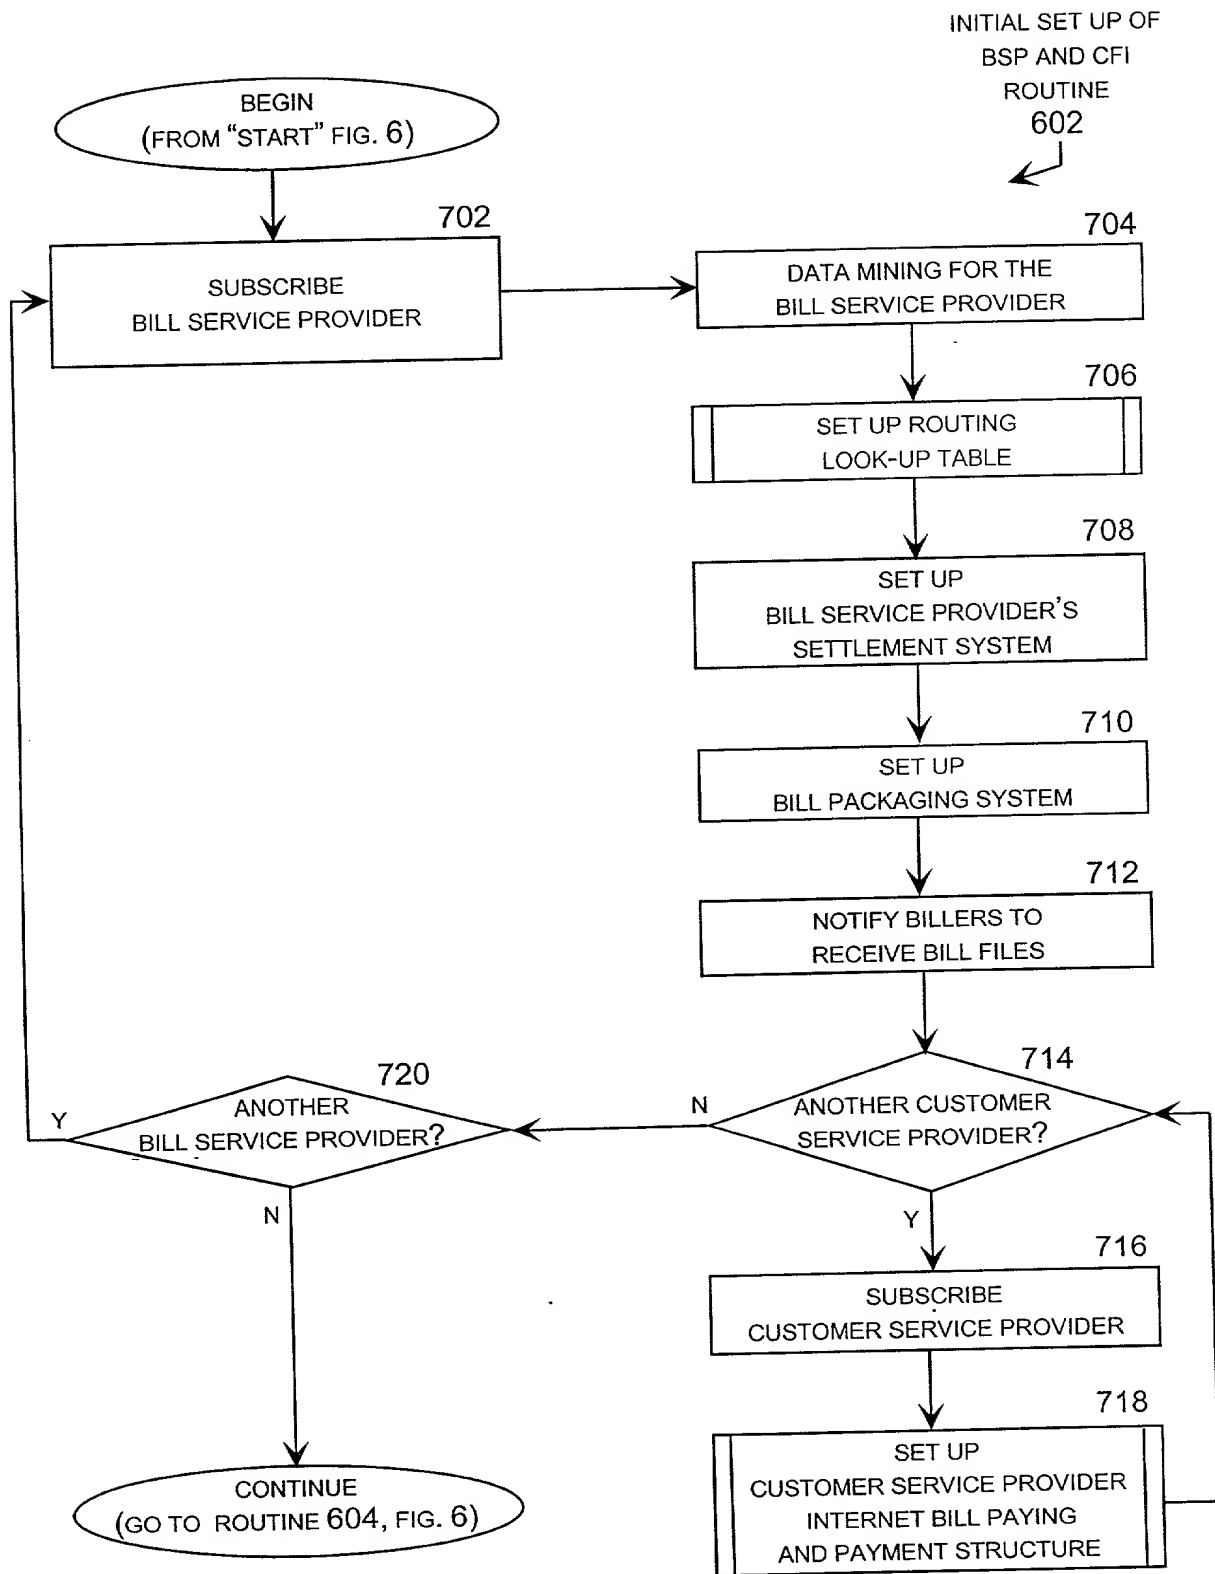 INITIAL SET UP OF
BSP AND CFI
ROUTINE
602
BEGIN
(FROM "START" FIG. 6)
702
SUBSCRIBE
BILL SERVICE PROVIDER
704
DATA MINING FOR THE
BILL SERVICE PROVIDER
706
SET UP ROUTING
LOOK-UP TABLE
708
SET UP
BILL SERVICE PROVIDER'S
SETTLEMENT SYSTEM
710
SET UP
BILL PACKAGING SYSTEM
712
NOTIFY BILLERS TO
RECEIVE BILL FILES
714
ANOTHER CUSTOMER
SERVICE PROVIDER?
N
Y
720
ANOTHER
BILL SERVICE PROVIDER?
Y
N
716
SUBSCRIBE
CUSTOMER SERVICE PROVIDER
718
SET UP
CUSTOMER SERVICE PROVIDER
INTERNET BILL PAYING
AND PAYMENT STRUCTURE
CONTINUE
(GO TO ROUTINE 604, FIG. 6)